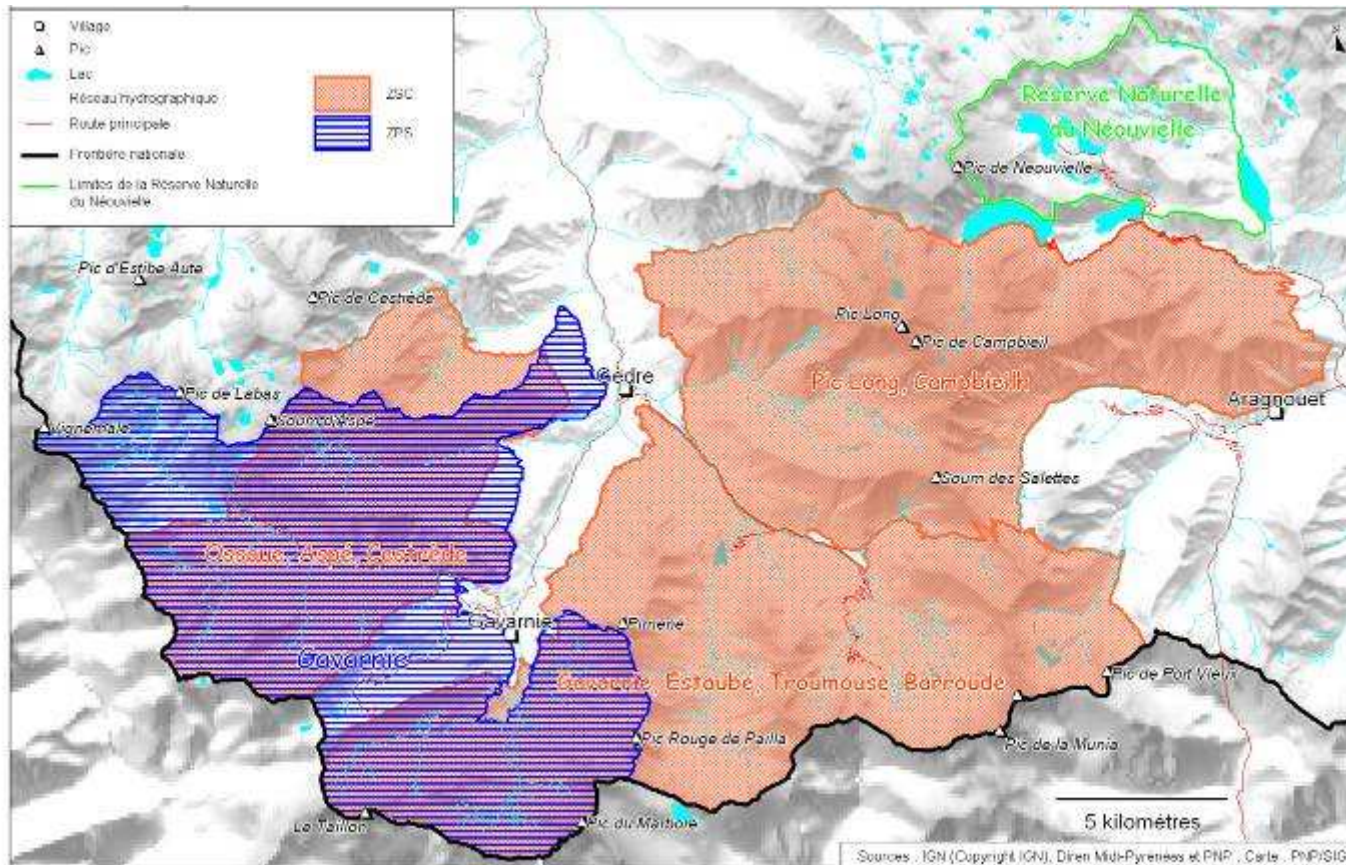 Village
Pic
Lac
Réseau hydrographique
Route principale
Frontière nationale
Limites de la Réserve Naturelle
du Néouvielle
ZSC
ZPS
N
Réserve Naturelle
du Néouvielle
Pic de Néouvielle
Pic d'Estibe Aute
Pic de Cestrède
Pic Long
Pic de Campbieil
Gèdre
Pic Long, Campbieilh
Pic de Labas
Aragnouet
Soum d'Aspé
Vignemale
Soum des Salettes
Ossoue, Aspé, Cestrède
Gavarnie
Pimené
Gavarnie
Gavarnie, Estaubé, Troumouse, Barroude
Pic de Port Vieux
Pic Rouge de Pailla
Pic de la Munia
Le Taillon
Pic du Marboré
5 kilomètres
Sources : IGN (Copyright IGN), Diren Midi-Pyrénées et PNP Carte : PNP/SIG